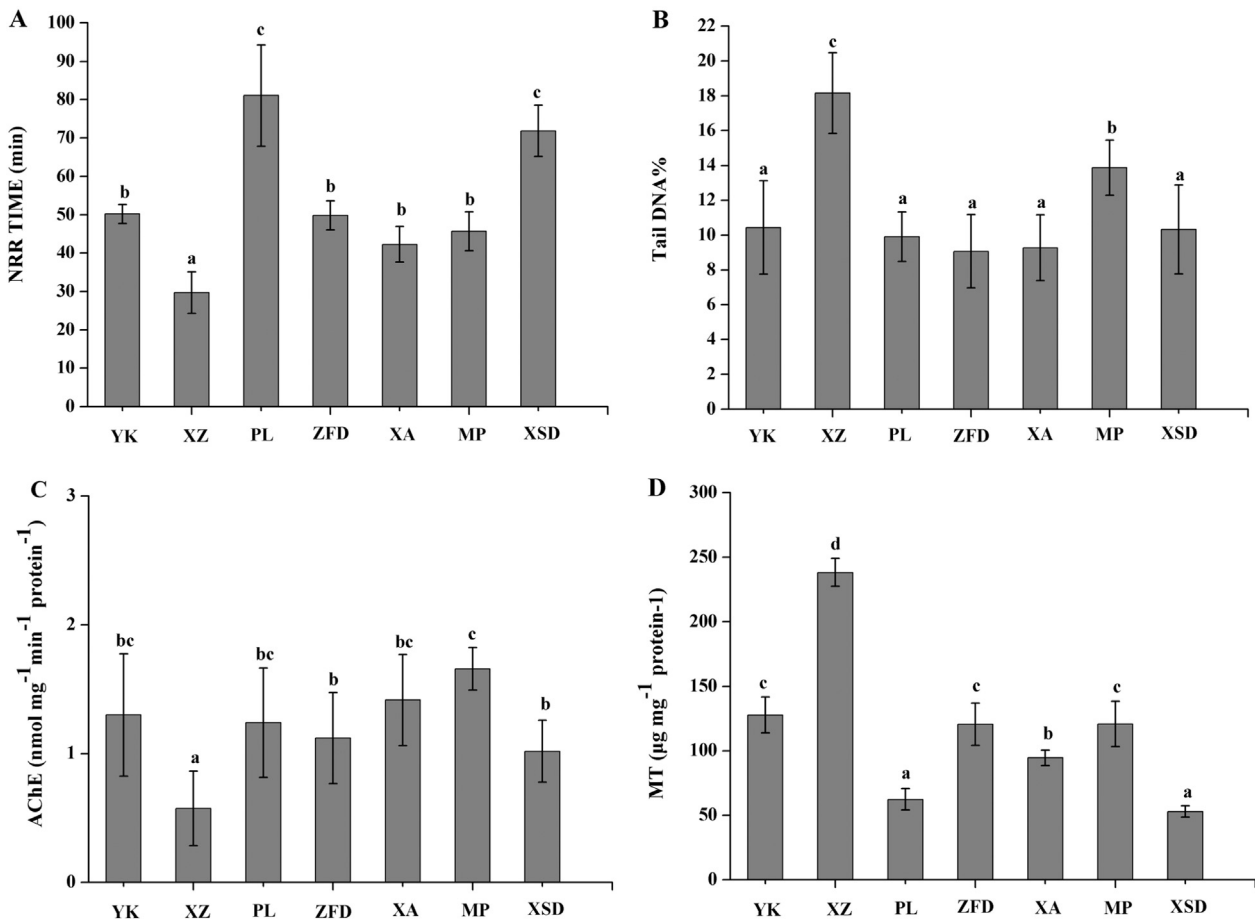 A
NRR TIME (min)
100
90
80
70
60
50
40
30
20
10
0
b
a
c
b
b
b
c
YK XZ PL ZFD XA MP XSD
B
Tail DNA%
22
20
18
16
14
12
10
8
6
4
2
0
a
c
a
a
a
b
a
YK XZ PL ZFD XA MP XSD
C
AChE (nmol mg-1 min-1 protein-1)
3
2
1
0
bc
a
bc
b
bc
c
b
YK XZ PL ZFD XA MP XSD
D
MT (µg mg-1 protein-1)
300
250
200
150
100
50
0
c
d
a
c
b
c
a
YK XZ PL ZFD XA MP XSD